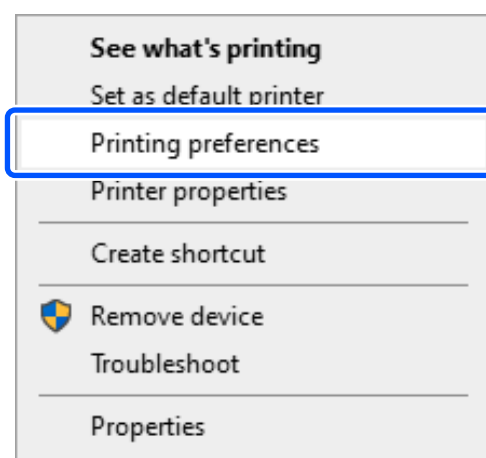 See what's printing
Set as default printer
Printing preferences
Printer properties
Create shortcut
Remove device
Troubleshoot
Properties